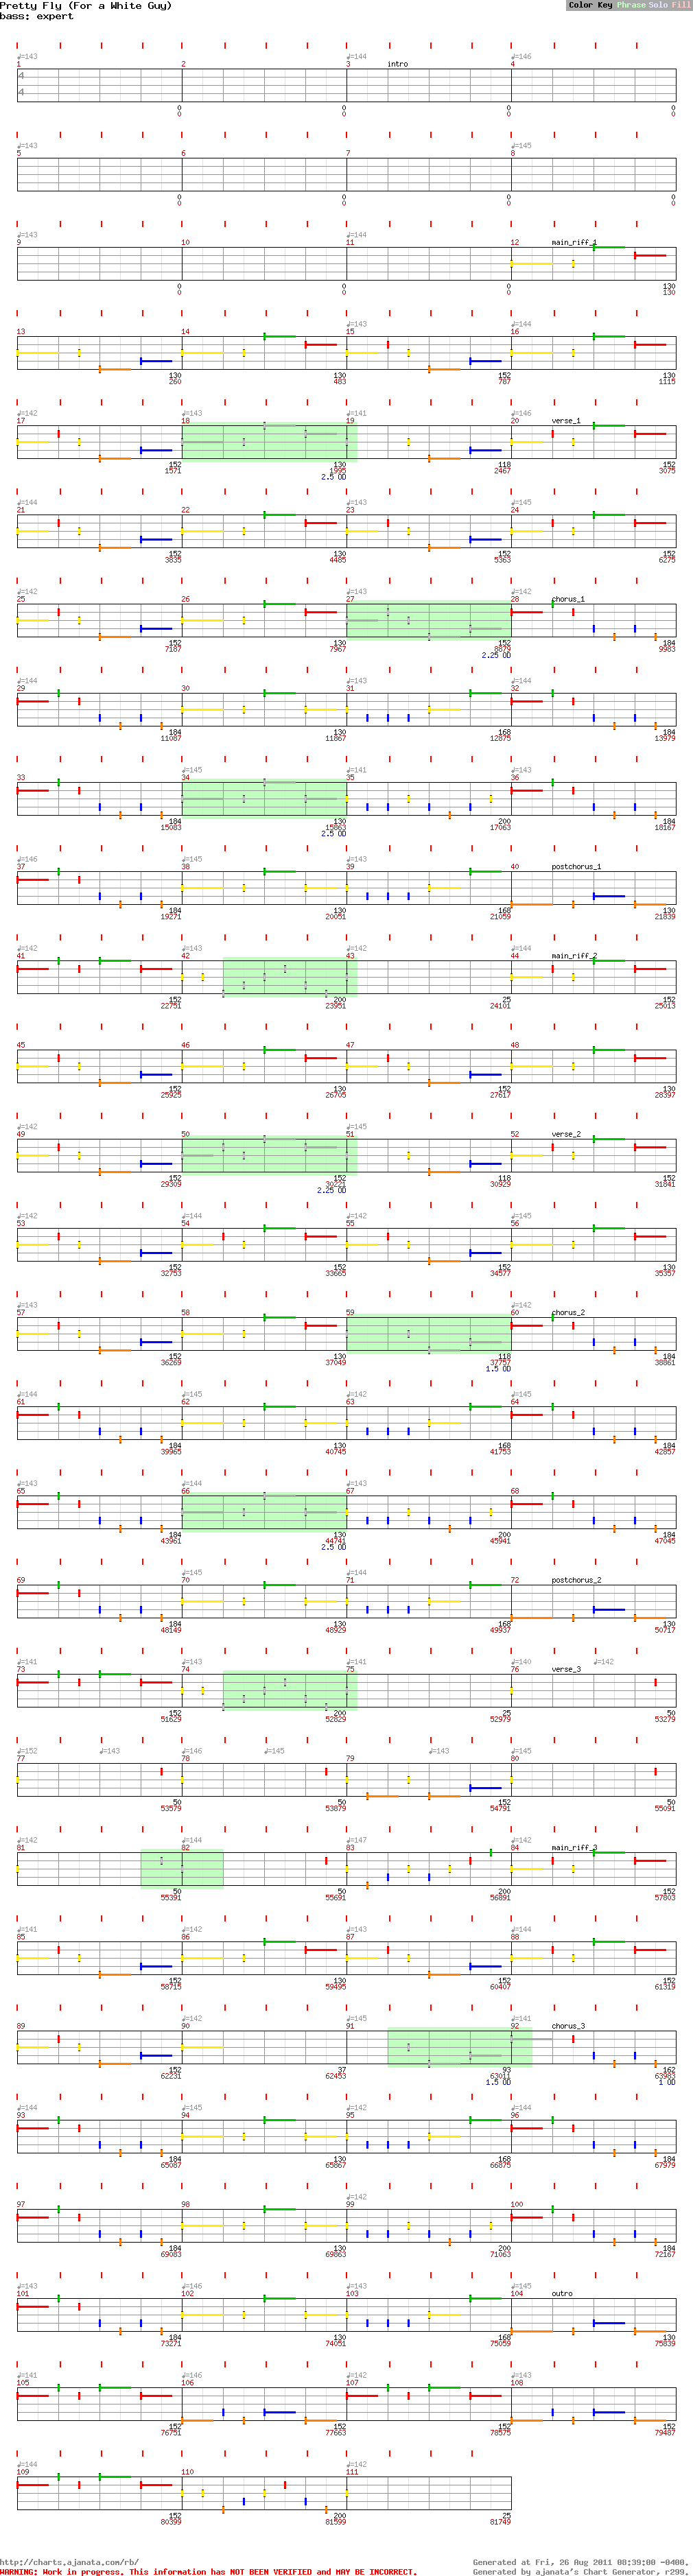 Pretty Fly (For a White Guy)
bass: expert
Color Key Phrase Solo Fill
♩=143 ♩=144 ♩=146
1 2 3 intro 4
4
4
0 0 0 0
0 0 0 0
♩=143 ♩=145
5 6 7 8
0 0 0 0
0 0 0 0
♩=143 ♩=144
9 10 11 12 main_riff_1
0 0 0 130
0 0 0 130
♩=143 ♩=144
13 14 15 16
130 130 152 130
260 483 787 1115
♩=142 ♩=143 ♩=141 ♩=146
17 18 19 20 verse_1
152 130 118 152
1571 1995 2467 3075
2.5 OD
♩=144 ♩=143 ♩=145
21 22 23 24
152 130 152 152
3835 4485 5363 6275
♩=142 ♩=143 ♩=142
25 26 27 28 chorus_1
152 130 152 184
7187 7967 8879 9983
2.25 OD
♩=144 ♩=143 ♩=144
29 30 31 32
184 130 168 184
11087 11867 12875 13979
♩=145 ♩=141 ♩=143
33 34 35 36
184 130 200 184
15083 15863 17063 18167
2.5 OD
♩=146 ♩=145 ♩=143
37 38 39 40 postchorus_1
184 130 168 130
19271 20051 21059 21839
♩=142 ♩=143 ♩=142 ♩=144
41 42 43 44 main_riff_2
152 200 25 152
22751 23951 24101 25013
45 46 47 48
152 130 152 130
25925 26705 27617 28397
♩=142 ♩=145
49 50 51 52 verse_2
152 152 118 152
29309 30221 30929 31841
2.25 OD
♩=142 ♩=144 ♩=142 ♩=145
53 54 55 56
152 152 152 130
32753 33665 34577 35357
♩=143 ♩=142
57 58 59 60 chorus_2
152 130 118 184
36269 37049 37757 38861
1.5 OD
♩=144 ♩=145 ♩=142 ♩=145
61 62 63 64
184 130 168 184
39965 40745 41753 42857
♩=143 ♩=144 ♩=143
65 66 67 68
184 130 200 184
43961 44741 45941 47045
2.5 OD
♩=145 ♩=144
69 70 71 72 postchorus_2
184 130 168 130
48149 48929 49937 50717
♩=141 ♩=143 ♩=141 ♩=140 ♩=142
73 74 75 76 verse_3
152 200 25 50
51629 52829 52979 53279
♩=152 ♩=143 ♩=146 ♩=145 ♩=143 ♩=145
77 78 79 80
50 50 152 50
53579 53879 54791 55091
♩=142 ♩=144 ♩=147 ♩=142
81 82 83 84 main_riff_3
50 50 200 152
55391 55691 56891 57803
♩=141 ♩=142 ♩=143 ♩=144
85 86 87 88
152 130 152 152
58715 59495 60407 61319
♩=142 ♩=145 ♩=141
89 90 91 92 chorus_3
152 37 93 162
62231 62453 63011 63983
1.5 OD 1 OD
♩=144 ♩=145 ♩=142 ♩=144
93 94 95 96
184 130 168 184
65087 65867 66875 67979
♩=142
97 98 99 100
184 130 200 184
69083 69863 71063 72167
♩=143 ♩=146 ♩=145
101 102 103 104 outro
184 130 168 130
73271 74051 75059 75839
♩=141 ♩=146 ♩=142 ♩=143
105 106 107 108
152 152 152 152
76751 77663 78575 79487
♩=144 ♩=142
109 110 111
152 200 25
80399 81599 81749
http://charts.ajanata.com/rb/ Generated at Fri, 26 Aug 2011 08:39:00 -0400.
WARNING: Work in progress. This information has NOT BEEN VERIFIED and MAY BE INCORRECT. Generated by ajanata's Chart Generator, r299.